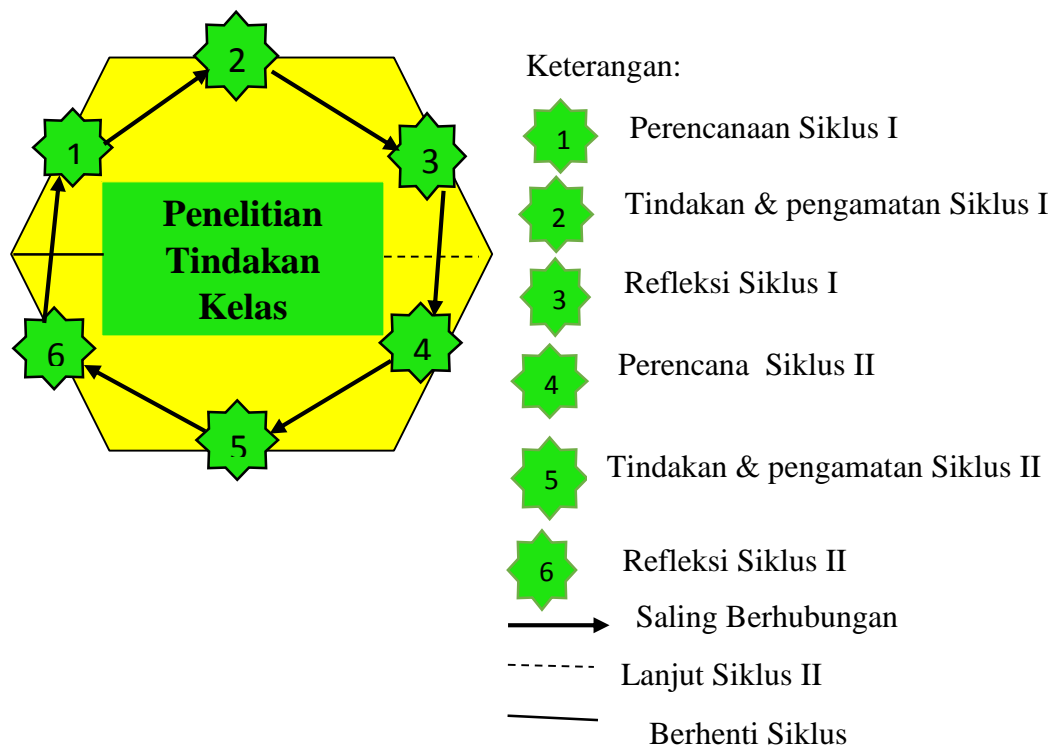 2
1
3
Penelitian
Tindakan
Kelas
6
4
5
Keterangan:
1 Perencanaan Siklus I
2 Tindakan & pengamatan Siklus I
3 Refleksi Siklus I
4 Perencana Siklus II
5 Tindakan & pengamatan Siklus II
6 Refleksi Siklus II
Saling Berhubungan
Lanjut Siklus II
Berhenti Siklus